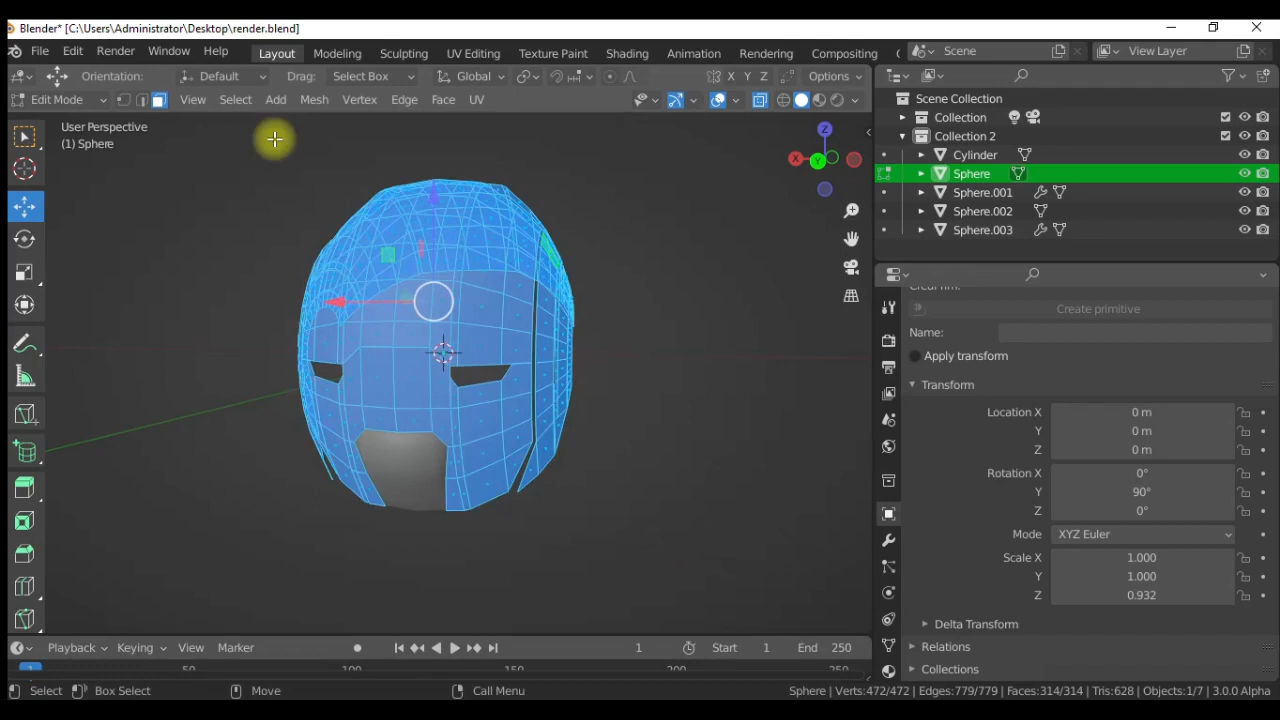 Blender* [C:\Users\Administrator\Desktop\render.blend]
File Edit Render Window Help Layout Modeling Sculpting UV Editing Texture Paint Shading Animation Rendering Compositing Scene View Layer
Orientation: Default Drag: Select Box Global X Y Z Options
Edit Mode View Select Add Mesh Vertex Edge Face UV
User Perspective
(1) Sphere
Z
X
Y
Scene Collection
Collection
Collection 2
Cylinder
Sphere
Sphere.001
Sphere.002
Sphere.003
Create primitive
Name:
Apply transform
Transform
Location X 0 m
Y 0 m
Z 0 m
Rotation X 0°
Y 90°
Z 0°
Mode XYZ Euler
Scale X 1.000
Y 1.000
Z 0.932
Delta Transform
Relations
Collections
Playback Keying View Marker 1 Start 1 End 250
1 50 100 150 200 250
Select Box Select Move Call Menu Sphere | Verts:472/472 | Edges:779/779 | Faces:314/314 | Tris:628 | Objects:1/7 | 3.0.0 Alpha